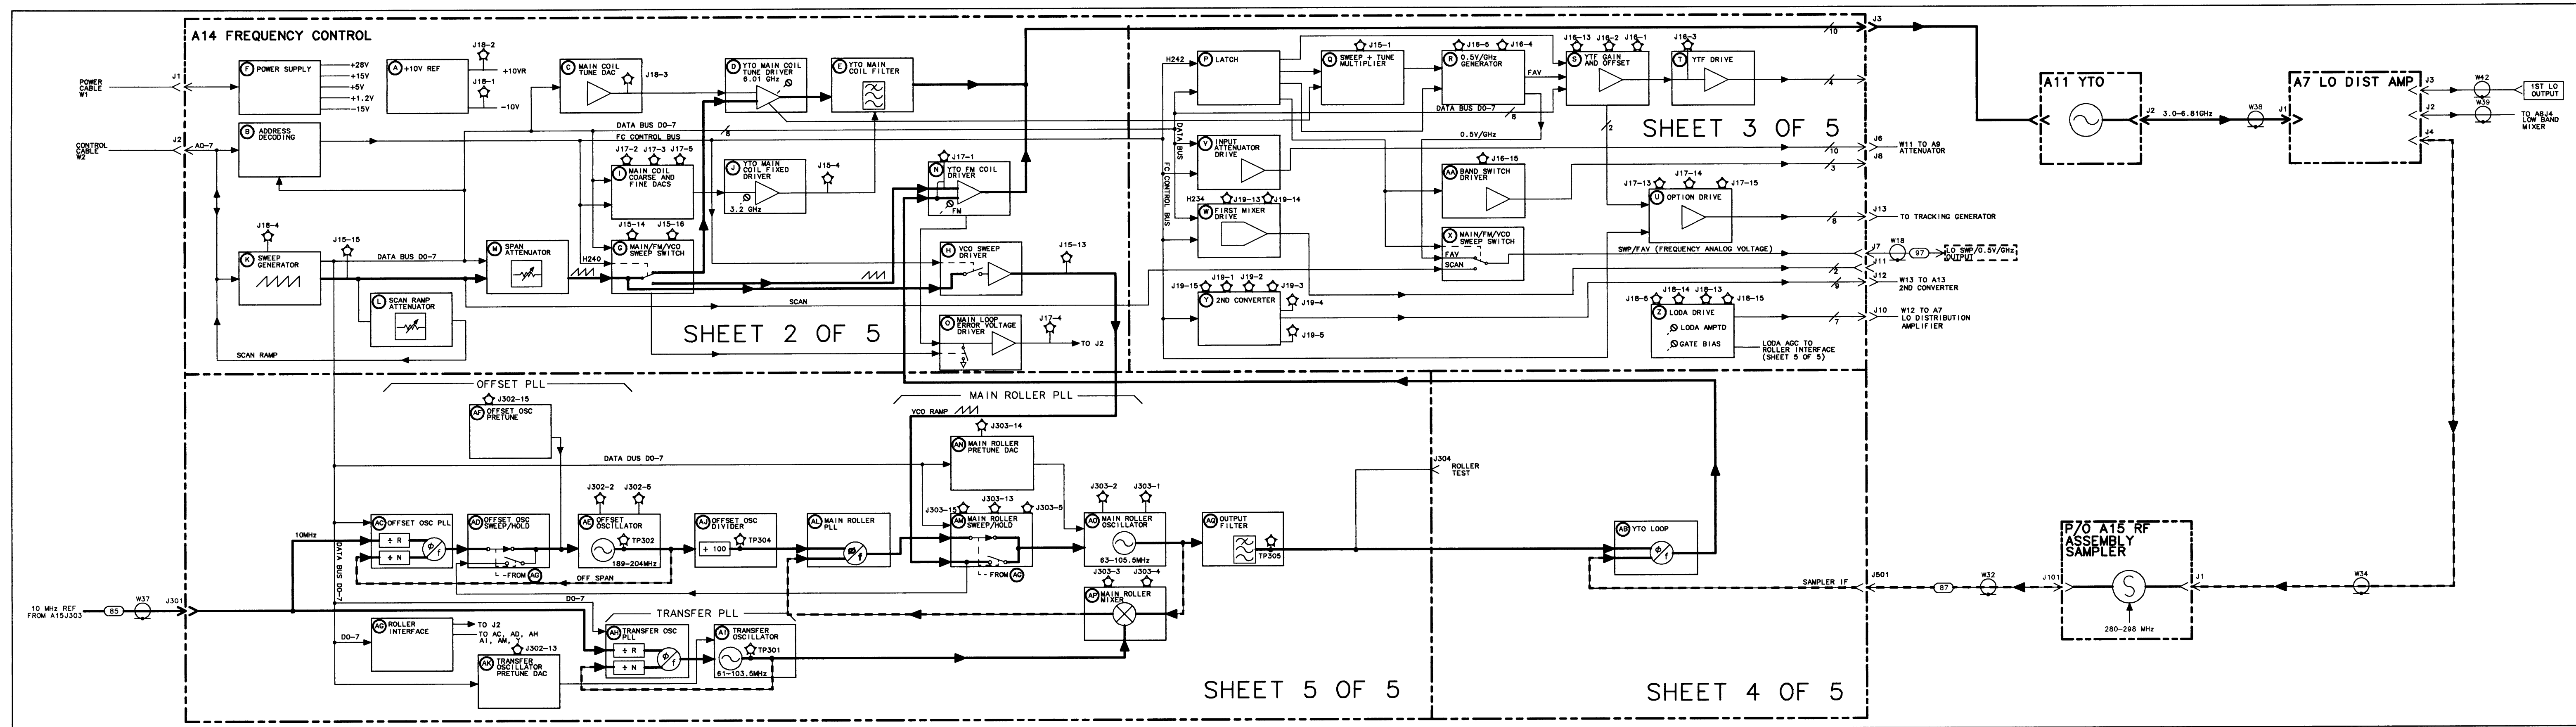 A14 FREQUENCY CONTROL
POWER
CABLE
W1
J1
F POWER SUPPLY
+28V
+15V
+5V
+1.2V
-15V
A +10V REF
J18-2
+10VR
J18-1
-10V
C MAIN COIL
TUNE DAC
J18-3
D YTO MAIN COIL
TUNE DRIVER
6.01 GHz
E YTO MAIN
COIL FILTER
CONTROL
CABLE
W2
J2
A0-7
B ADDRESS
DECODING
DATA BUS D0-7
8
FC CONTROL BUS
J17-2
J17-3
J17-5
I MAIN COIL
COARSE AND
FINE DACS
J YTO MAIN
COIL FIXED
DRIVER
3.2 GHz
J15-4
J17-1
N YTO FM COIL
DRIVER
FM
J18-4
J15-15
K SWEEP
GENERATOR
DATA BUS D0-7
M SPAN
ATTENUATOR
H240
J15-14
J15-16
G MAIN/FM/VCO
SWEEP SWITCH
H VCO SWEEP
DRIVER
J15-13
L SCAN RAMP
ATTENUATOR
SCAN RAMP
SCAN
SHEET 2 OF 5
O MAIN LOOP
ERROR VOLTAGE
DRIVER
J17-4
TO J2
H242
P LATCH
J15-1
Q SWEEP + TUNE
MULTIPLIER
J16-5
J16-4
R 0.5V/GHz
GENERATOR
FAV
J16-13
J16-2
J16-1
S YTF GAIN
AND OFFSET
J16-3
T YTF DRIVE
4
DATA BUS D0-7
8
0.5V/GHz
2
SHEET 3 OF 5
DATA BUS
FC CONTROL BUS
V INPUT
ATTENUATOR
DRIVE
J16-15
AA BAND SWITCH
DRIVER
H234
J19-13
J19-14
W FIRST MIXER
DRIVE
J17-13
J17-14
J17-15
U OPTION DRIVE
X MAIN/FM/VCO
SWEEP SWITCH
FAV
SCAN
SWP/FAV (FREQUENCY ANALOG VOLTAGE)
J19-15
J19-1
J19-2
J19-3
Y 2ND CONVERTER
J19-4
J19-5
J18-5
J18-14
J18-13
J18-15
Z LODA DRIVE
LODA AMPTD
GATE BIAS
LODA AGC TO
ROLLER INTERFACE
(SHEET 5 OF 5)
J3
10
J6
10
W11 TO A9
ATTENUATOR
J8
3
J13
8
TO TRACKING GENERATOR
J7
W18
97
LO SWP/0.5V/GHz
OUTPUT
J11
2
J12
9
W13 TO A13
2ND CONVERTER
J10
7
W12 TO A7
LO DISTRIBUTION
AMPLIFIER
A11 YTO
J2
3.0-6.81GHz
W38
J1
A7 LO DIST AMP
J3
W42
1ST LO
OUTPUT
J2
W39
TO A8J4
LOW BAND
MIXER
J4
OFFSET PLL
J302-15
AF OFFSET OSC
PRETUNE
MAIN ROLLER PLL
VCO RAMP
J303-14
AN MAIN ROLLER
PRETUNE DAC
DATA DUS D0-7
J304
ROLLER
TEST
10MHz
DATA BUS D0-7
AC OFFSET OSC PLL
÷ R
÷ N
Φ/f
AD OFFSET OSC
SWEEP/HOLD
FROM AG
J302-2
J302-5
AE OFFSET
OSCILLATOR
TP302
189-204MHz
OFF SPAN
AJ OFFSET OSC
DIVIDER
÷ 100
TP304
AL MAIN ROLLER
PLL
Φ/f
J303-15
J303-13
J303-5
AM MAIN ROLLER
SWEEP/HOLD
FROM AG
J303-2
J303-1
AO MAIN ROLLER
OSCILLATOR
63-105.5MHz
AQ OUTPUT
FILTER
TP305
J303-3
J303-4
AP MAIN ROLLER
MIXER
AB YTO LOOP
Φ/f
SAMPLER IF
J501
87
W32
J101
P/O A15 RF
ASSEMBLY
SAMPLER
S
280-298 MHz
J1
W34
10 MHz REF
FROM A15J303
85
W37
J301
D0-7
TRANSFER PLL
D0-7
AG ROLLER
INTERFACE
TO J2
TO AC, AD, AH
AI, AM, Y
J302-13
AK TRANSFER
OSCILLATOR
PRETUNE DAC
AH TRANSFER OSC
PLL
÷ R
÷ N
Φ/f
AI TRANSFER
OSCILLATOR
TP301
61-103.5MHz
SHEET 5 OF 5
SHEET 4 OF 5